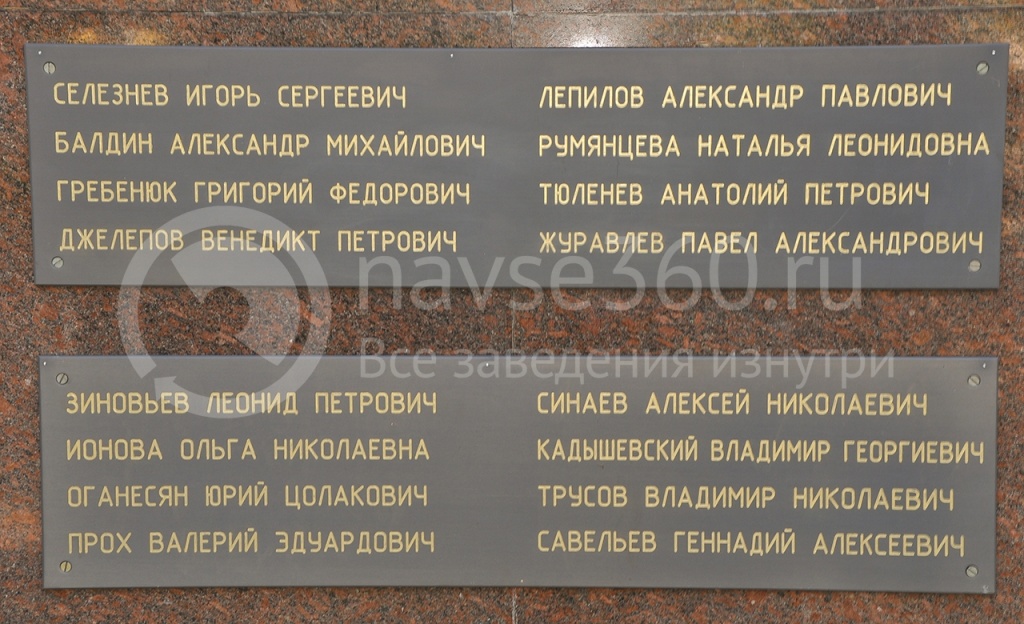 СЕЛЕЗНЕВ ИГОРЬ СЕРГЕЕВИЧ
БАЛДИН АЛЕКСАНДР МИХАЙЛОВИЧ
ГРЕБЕНЮК ГРИГОРИЙ ФЕДОРОВИЧ
ДЖЕЛЕПОВ ВЕНЕДИКТ ПЕТРОВИЧ
ЛЕПИЛОВ АЛЕКСАНДР ПАВЛОВИЧ
РУМЯНЦЕВА НАТАЛЬЯ ЛЕОНИДОВНА
ТЮЛЕНЕВ АНАТОЛИЙ ПЕТРОВИЧ
ЖУРАВЛЕВ ПАВЕЛ АЛЕКСАНДРОВИЧ
navse360.ru
Все заведения изнутри
ЗИНОВЬЕВ ЛЕОНИД ПЕТРОВИЧ
ИОНОВА ОЛЬГА НИКОЛАЕВНА
ОГАНЕСЯН ЮРИЙ ЦОЛАКОВИЧ
ПРОХ ВАЛЕРИЙ ЭДУАРДОВИЧ
СИНАЕВ АЛЕКСЕЙ НИКОЛАЕВИЧ
КАДЫШЕВСКИЙ ВЛАДИМИР ГЕОРГИЕВИЧ
ТРУСОВ ВЛАДИМИР НИКОЛАЕВИЧ
САВЕЛЬЕВ ГЕННАДИЙ АЛЕКСЕЕВИЧ